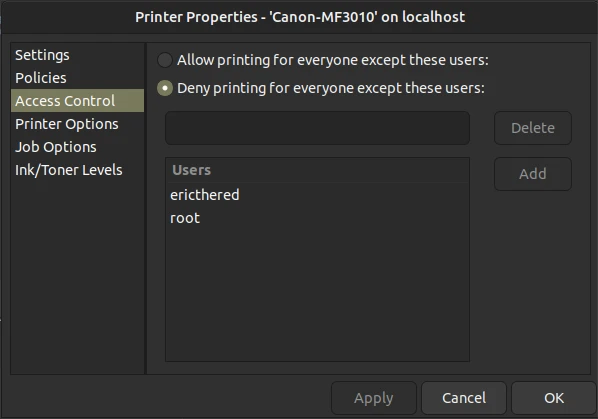 Printer Properties - 'Canon-MF3010' on localhost
Settings
Policies
Access Control
Printer Options
Job Options
Ink/Toner Levels
Allow printing for everyone except these users:
Deny printing for everyone except these users:
Delete
Users
Add
ericthered
root
Apply
Cancel
OK